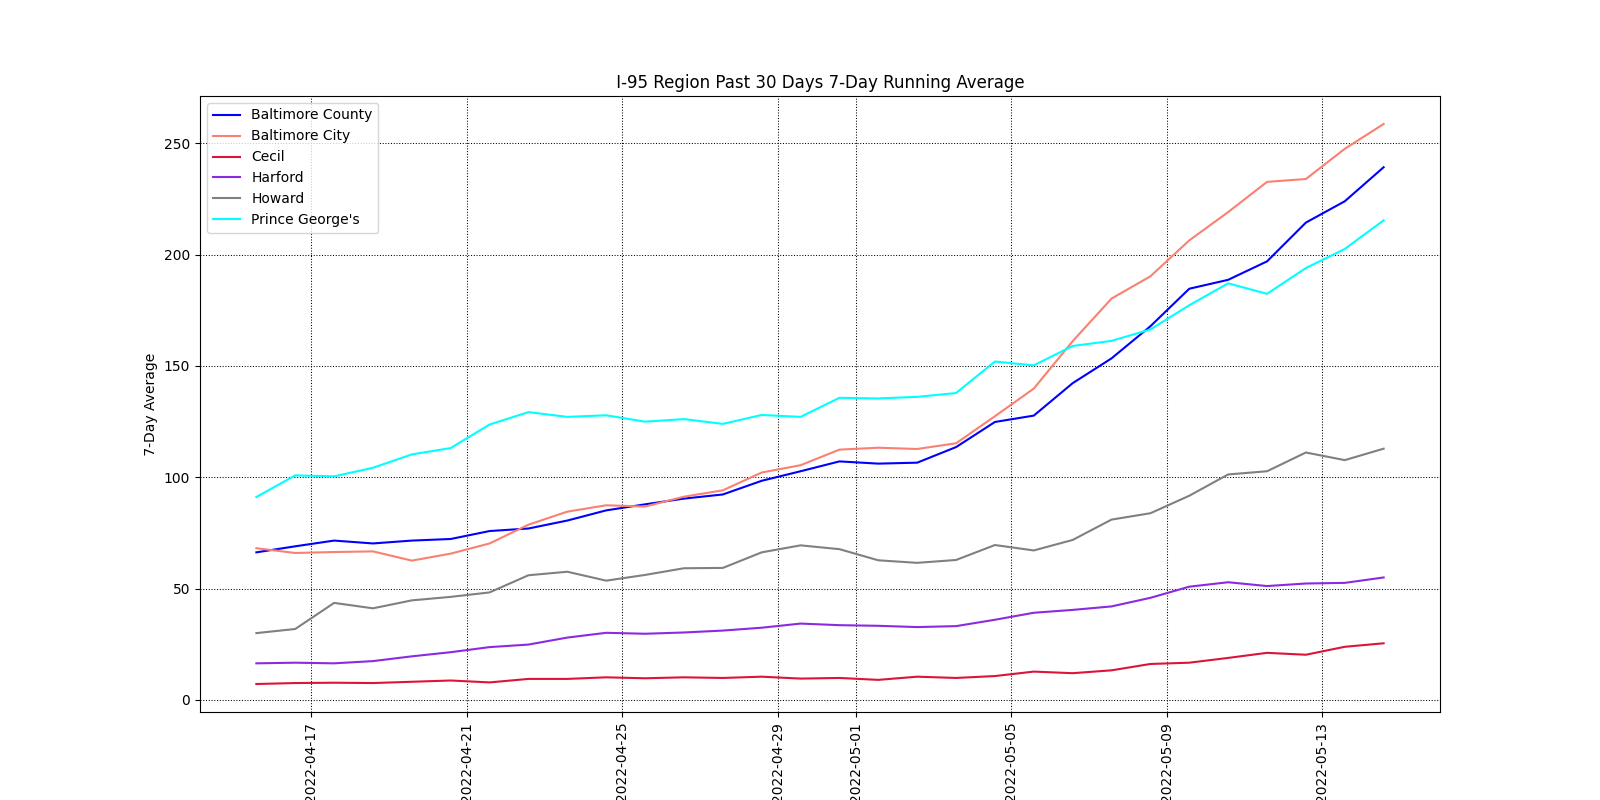 I-95 Region Past 30 Days 7-Day Running Average
Baltimore County
Baltimore City
Cecil
Harford
Howard
Prince George's
250
200
150
100
50
0
7-Day Average
2022-04-17
2022-04-21
2022-04-25
2022-04-29
2022-05-01
2022-05-05
2022-05-09
2022-05-13